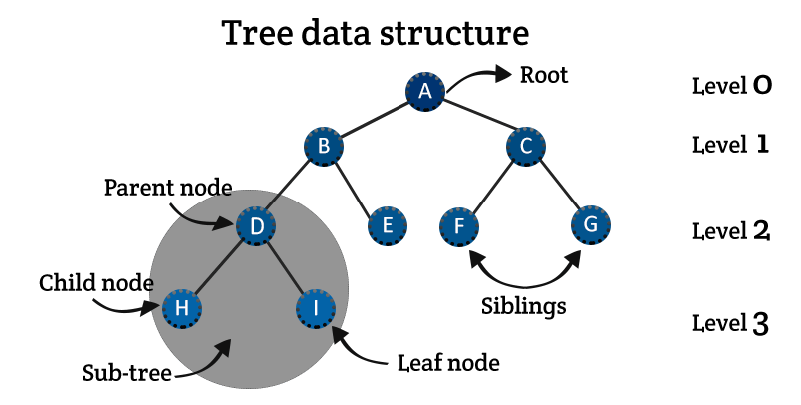 Tree data structure
Root
A
Level 0
B
C
Level 1
Parent node
D
E
F
G
Level 2
Child node
H
I
Siblings
Level 3
Sub-tree
Leaf node